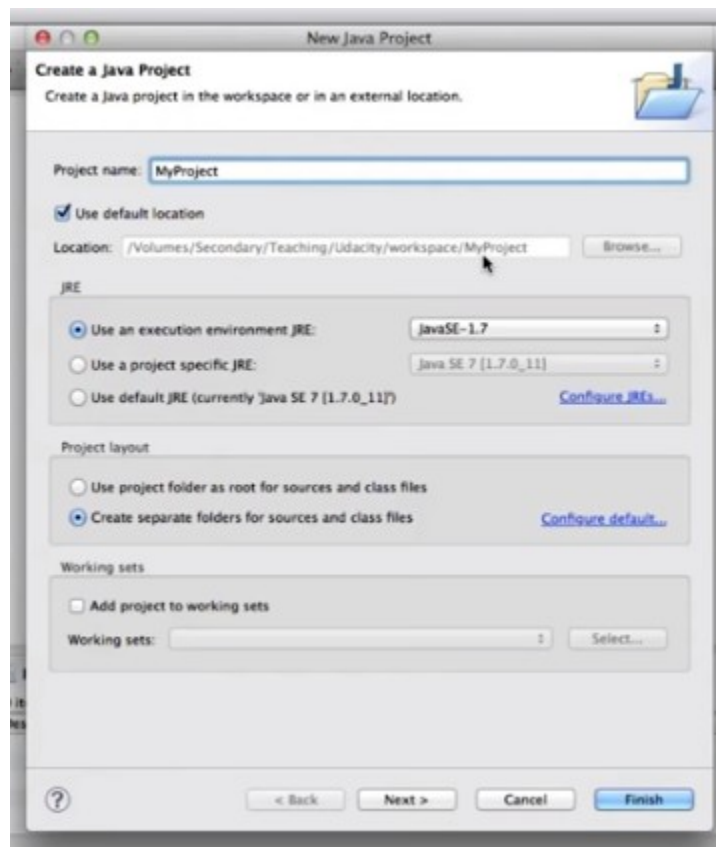 New Java Project
Create a Java Project
Create a Java project in the workspace or in an external location.
Project name: MyProject
Use default location
Location: /Volumes/Secondary/Teaching/Udacity/workspace/MyProject Browse...
JRE
Use an execution environment JRE: JavaSE-1.7
Use a project specific JRE: Java SE 7 [1.7.0_11]
Use default JRE (currently 'Java SE 7 [1.7.0_11]') Configure JREs...
Project layout
Use project folder as root for sources and class files
Create separate folders for sources and class files Configure default...
Working sets
Add project to working sets
Working sets: Select...
? < Back Next > Cancel Finish